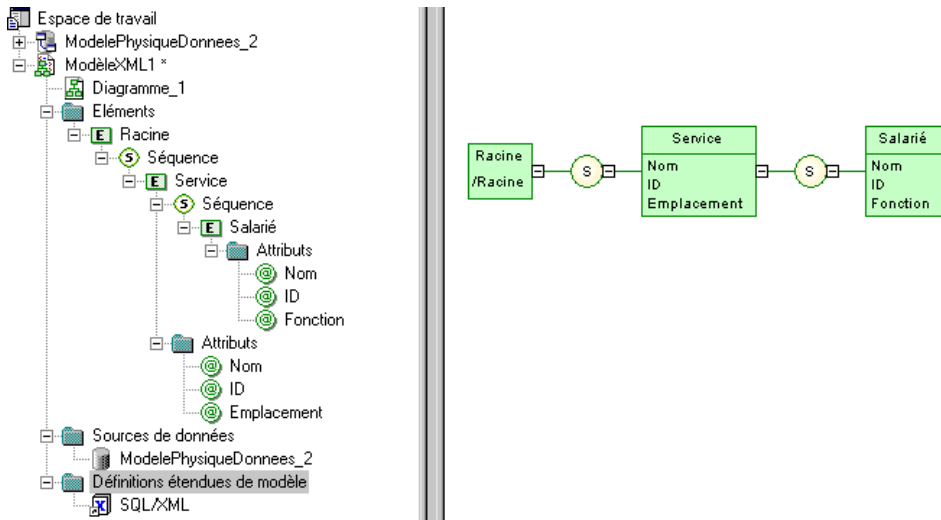 Espace de travail
ModelePhysiqueDonnees_2
ModèleXML1 *
Diagramme_1
Eléments
E Racine
S Séquence
E Service
S Séquence
E Salarié
Attributs
@ Nom
@ ID
@ Fonction
Attributs
@ Nom
@ ID
@ Emplacement
Sources de données
ModelePhysiqueDonnees_2
Définitions étendues de modèle
X SQL/XML
Racine
/Racine
S
Service
Nom
ID
Emplacement
S
Salarié
Nom
ID
Fonction